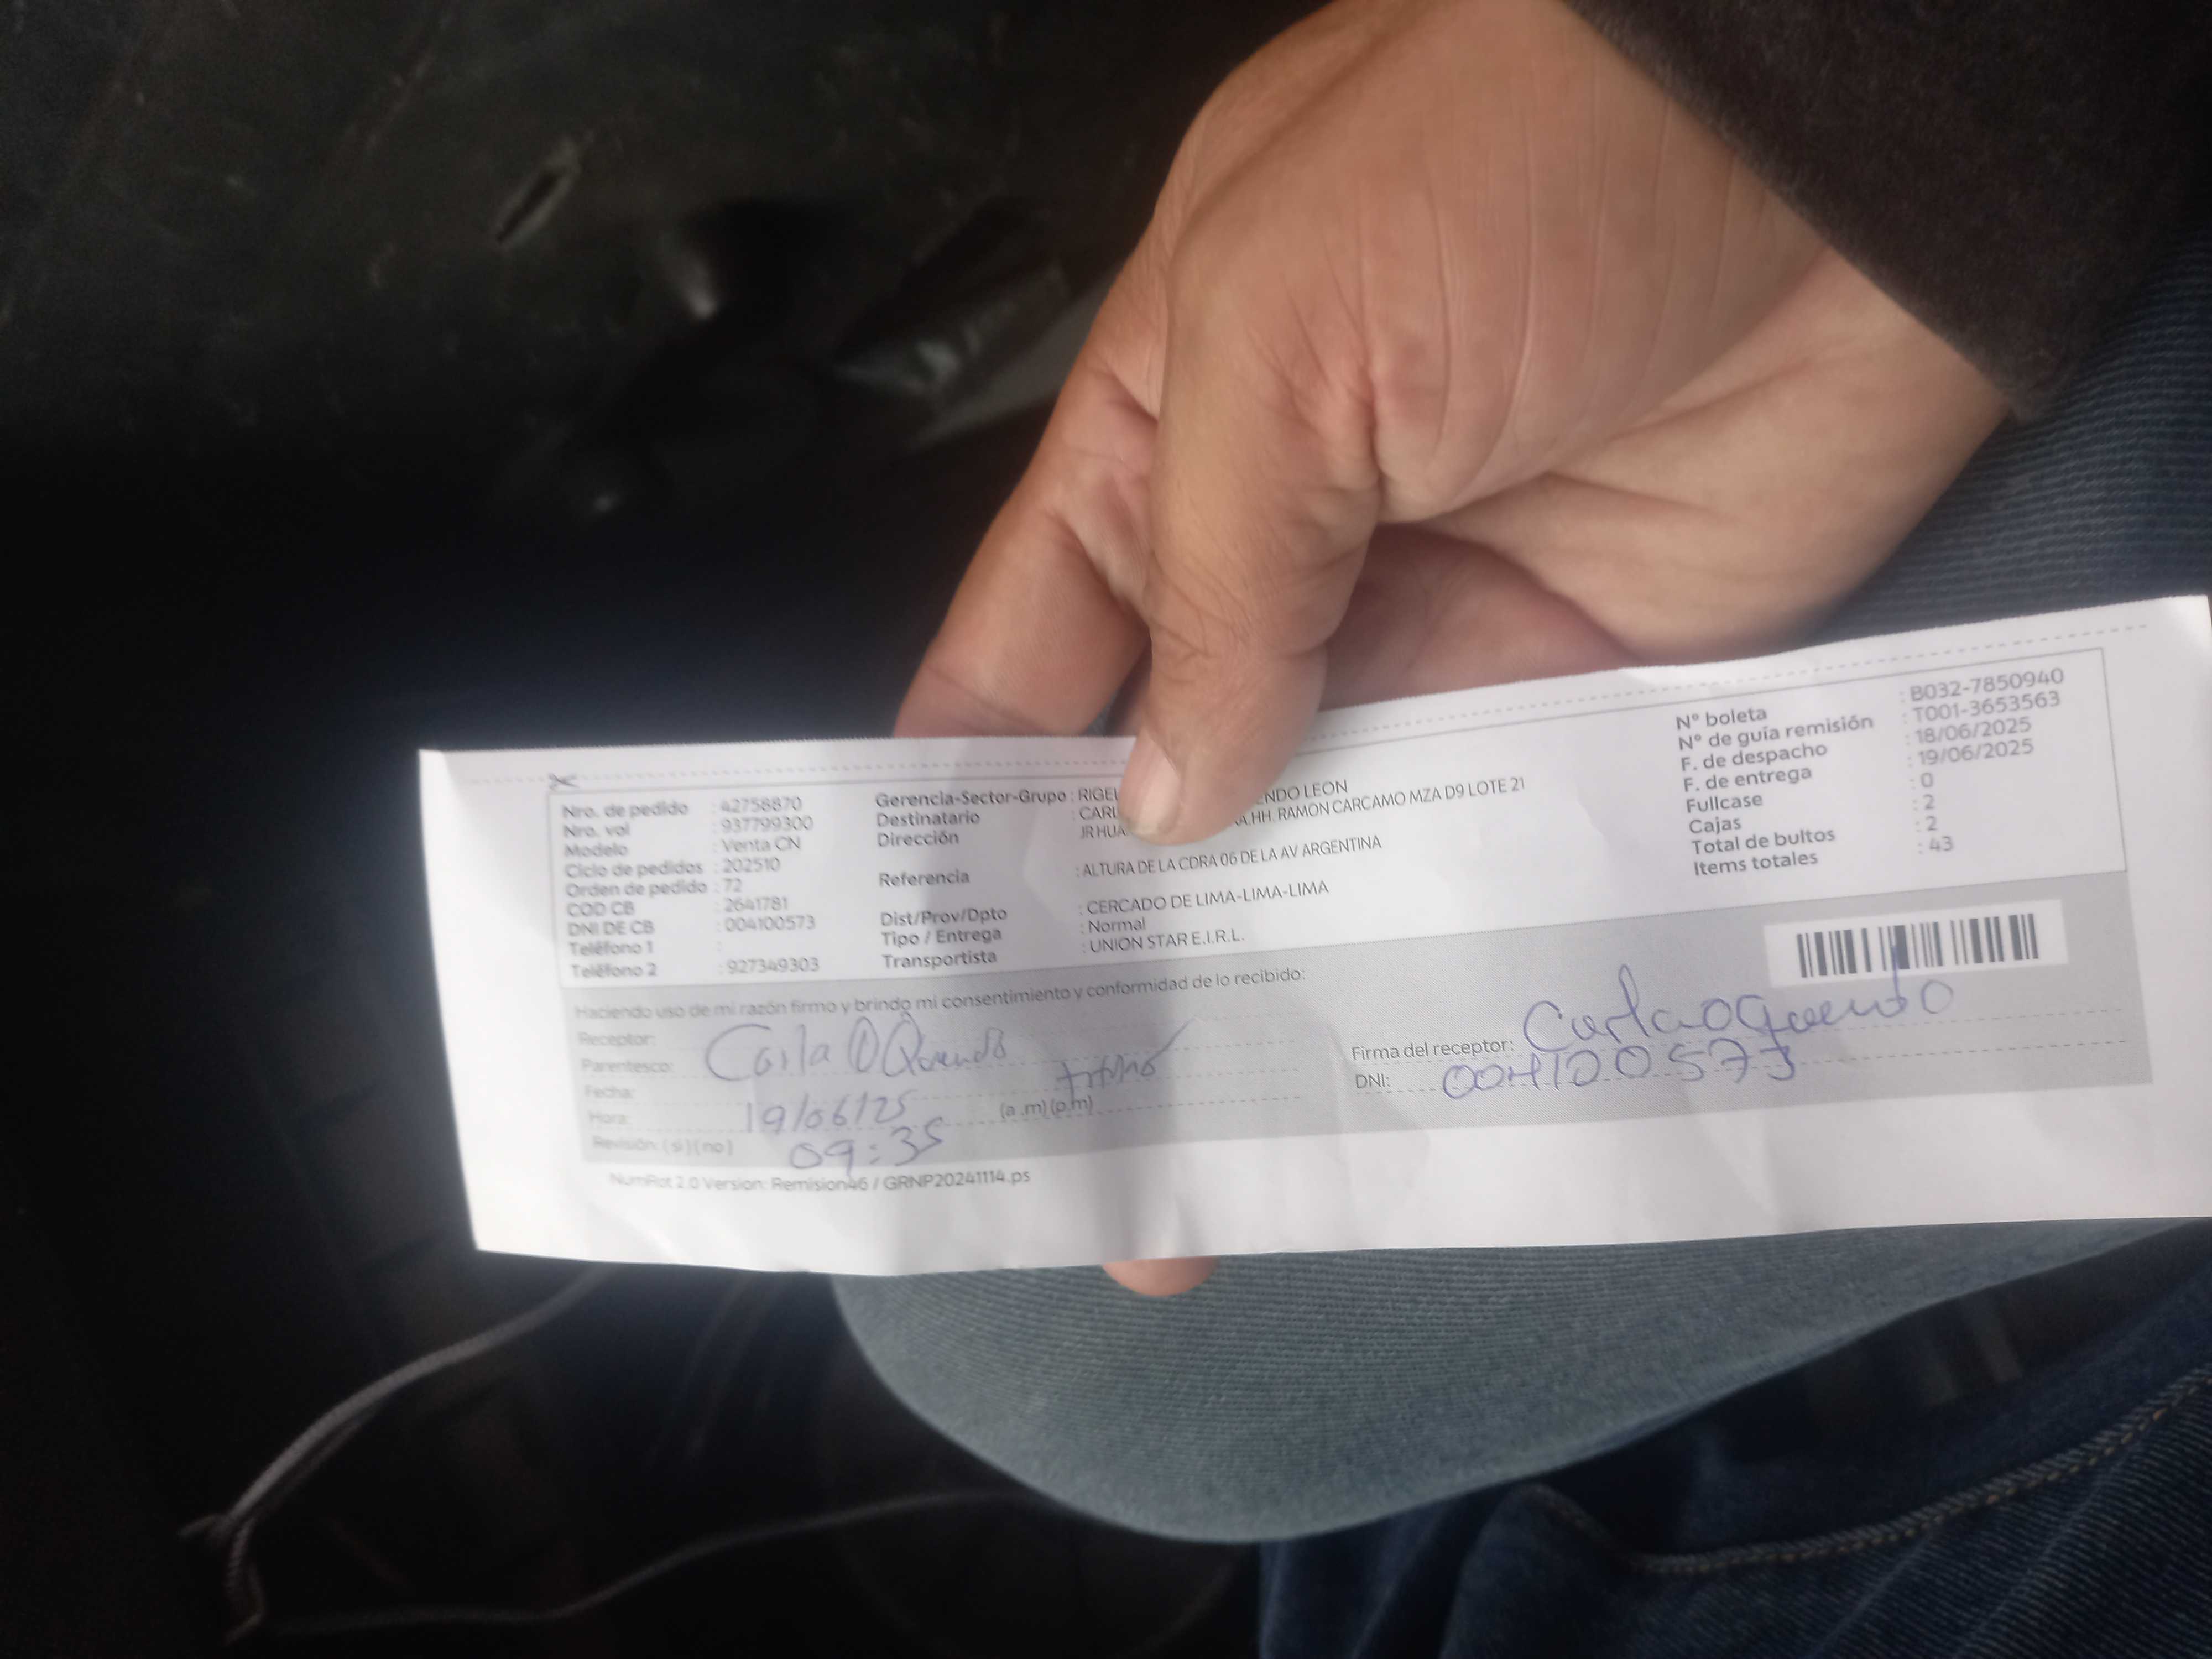 Nro. de pedido : 42758870
Nro. vol : 937799300
Modelo : Venta CN
Ciclo de pedidos : 202510
Orden de pedido : 72
COD CB : 2641781
DNI DE CB : 004100573
Teléfono 1 :
Teléfono 2 : 927349303
Gerencia-Sector-Grupo : RIGEL
Destinatario : CARL ENDO LEON
Dirección JR HUA A.HH. RAMON CARCAMO MZA D9 LOTE 21
Referencia : ALTURA DE LA CDRA 06 DE LA AV ARGENTINA
Dist/Prov/Dpto : CERCADO DE LIMA-LIMA-LIMA
Tipo / Entrega : Normal
Transportista : UNION STAR E.I.R.L.
N° boleta : B032-7850940
N° de guía remisión : T001-3653563
F. de despacho : 18/06/2025
F. de entrega : 19/06/2025
Fullcase : 0
Cajas : 2
Total de bultos : 2
Items totales : 43
Haciendo uso de mi razón firmo y brindo mi consentimiento y conformidad de lo recibido:
Receptor: Carla OQuendo
Parentesco:
Fecha: 19/06/25
Hora: 09:35 (a.m) (p.m)
Revisión: (si) (no)
Firma del receptor: Carla Oquendo
DNI: 004100573
NumRot 2.0 Version: Remision46 / GRNP20241114.ps